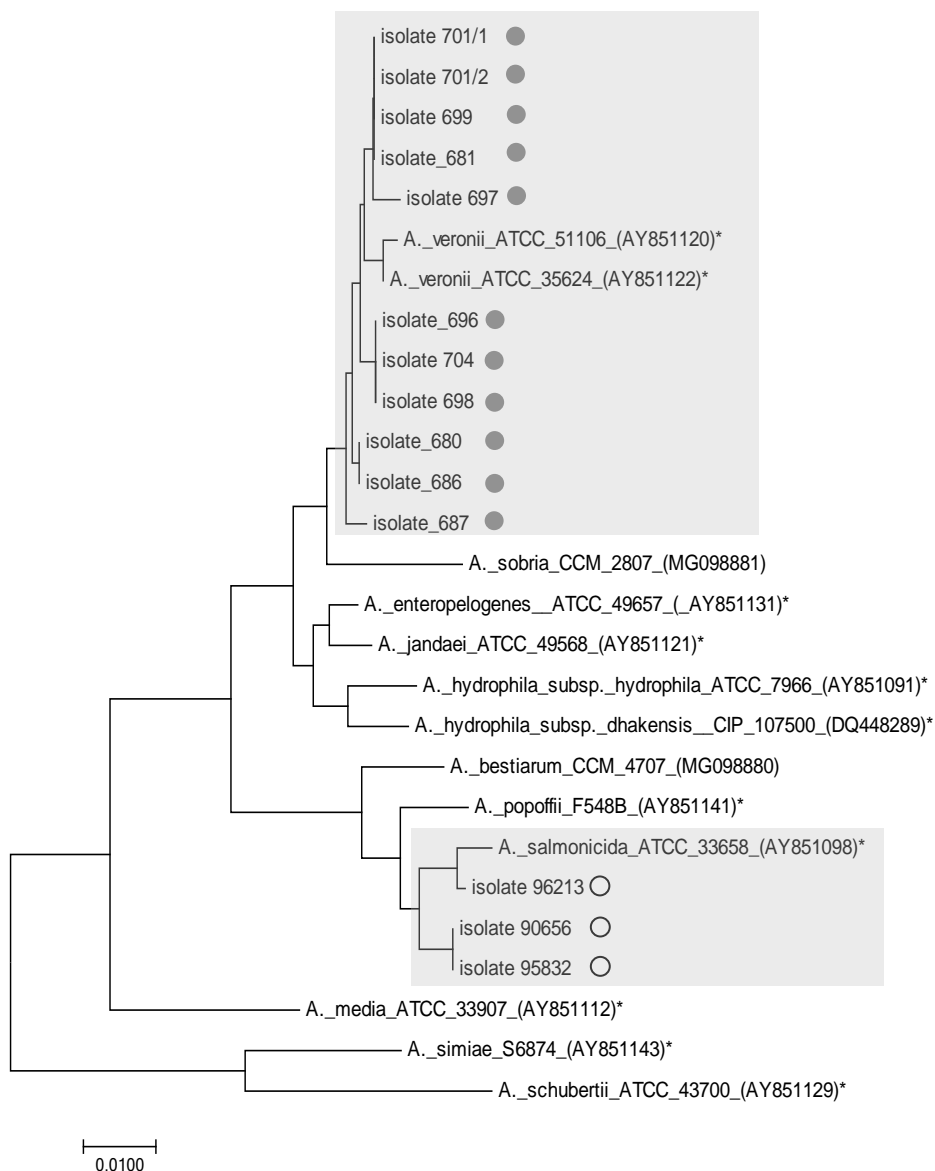 isolate 701/1
isolate 701/2
isolate 699
isolate_681
isolate 697
A._veronii_ATCC_51106_(AY851120)*
A._veronii_ATCC_35624_(AY851122)*
isolate_696
isolate 704
isolate 698
isolate_680
isolate_686
isolate_687
A._sobria_CCM_2807_(MG098881)
A._enteropelogenes__ATCC_49657_(_AY851131)*
A._jandaei_ATCC_49568_(AY851121)*
A._hydrophila_subsp._hydrophila_ATCC_7966_(AY851091)*
A._hydrophila_subsp._dhakensis__CIP_107500_(DQ448289)*
A._bestiarum_CCM_4707_(MG098880)
A._popoffii_F548B_(AY851141)*
A._salmonicida_ATCC_33658_(AY851098)*
isolate 96213
isolate 90656
isolate 95832
A._media_ATCC_33907_(AY851112)*
A._simiae_S6874_(AY851143)*
A._schubertii_ATCC_43700_(AY851129)*
0.0100